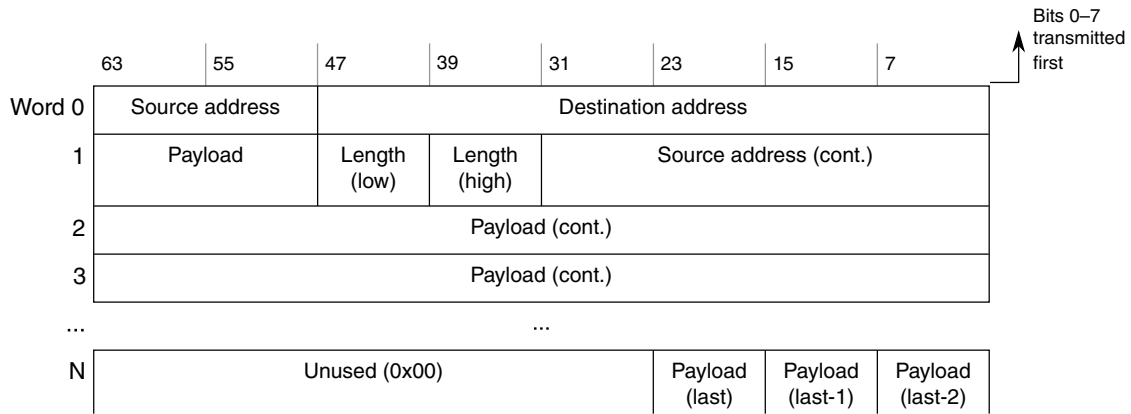 Bits 0–7
transmitted
first
63 55 47 39 31 23 15 7
Word 0 Source address Destination address
1 Payload Length (low) Length (high) Source address (cont.)
2 Payload (cont.)
3 Payload (cont.)
... ...
N Unused (0x00) Payload (last) Payload (last-1) Payload (last-2)